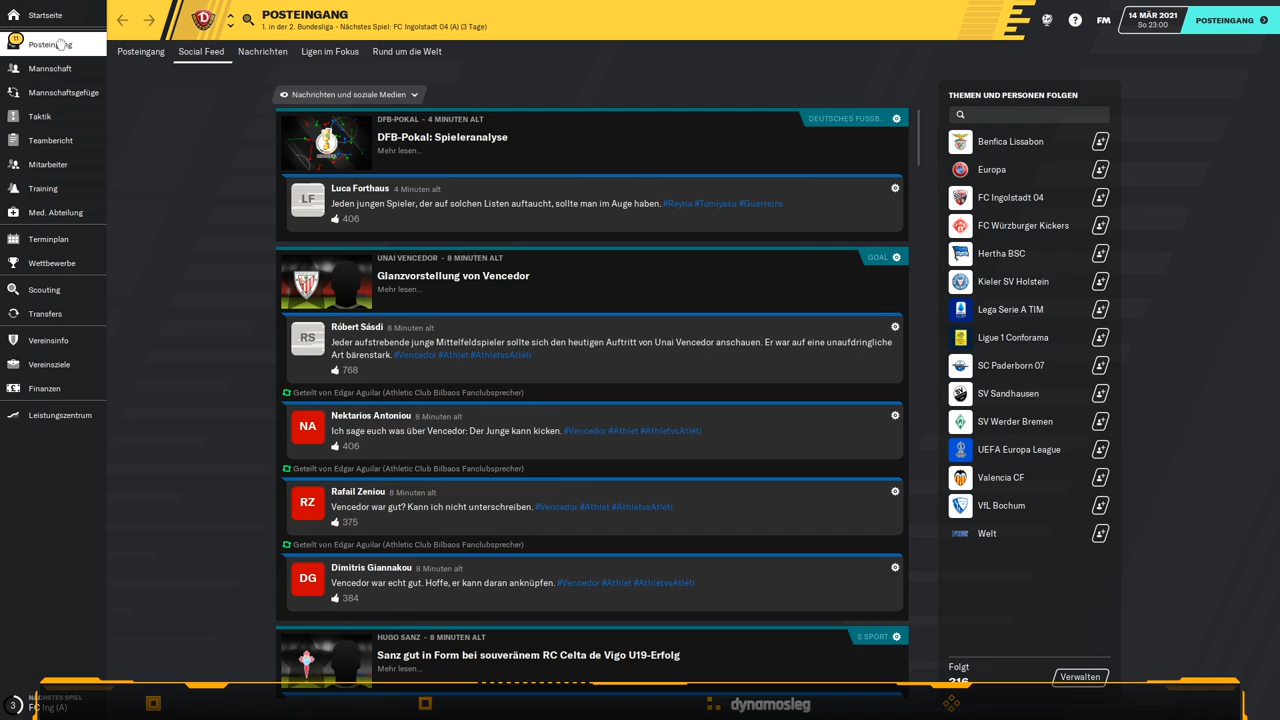 Startseite
11
Posteingang
Mannschaft
Mannschaftsgefüge
Taktik
Teambericht
Mitarbeiter
Training
Med. Abteilung
Terminplan
Wettbewerbe
Scouting
Transfers
Vereinsinfo
Vereinsziele
Finanzen
Leistungszentrum
3
NÄCHSTES SPIEL
FC Ing (A)
POSTEINGANG
1. in der 2. Bundesliga - Nächstes Spiel: FC Ingolstadt 04 (A) (3 Tage)
?
FM
14 MÄR 2021
SO 23:00
POSTEINGANG
Posteingang
Social Feed
Nachrichten
Ligen im Fokus
Rund um die Welt
Nachrichten und soziale Medien
DFB-POKAL - 4 MINUTEN ALT
DEUTSCHES FUSSB...
DFB-Pokal: Spieleranalyse
Mehr lesen...
LF
Luca Forthaus 4 Minuten alt
Jeden jungen Spieler, der auf solchen Listen auftaucht, sollte man im Auge haben. #Reyna #Tomiyasu #Guerreiro
406
UNAI VENCEDOR - 8 MINUTEN ALT
GOAL
Glanzvorstellung von Vencedor
Mehr lesen...
RS
Róbert Sásdi 8 Minuten alt
Jeder aufstrebende junge Mittelfeldspieler sollte sich den heutigen Auftritt von Unai Vencedor anschauen. Er war auf eine unaufdringliche
Art bärenstark. #Vencedor #Athlet #AthletvsAtléti
768
Geteilt von Edgar Aguilar (Athletic Club Bilbaos Fanclubsprecher)
NA
Nektarios Antoniou 8 Minuten alt
Ich sage euch was über Vencedor: Der Junge kann kicken. #Vencedor #Athlet #AthletvsAtléti
406
Geteilt von Edgar Aguilar (Athletic Club Bilbaos Fanclubsprecher)
RZ
Rafail Zeniou 8 Minuten alt
Vencedor war gut? Kann ich nicht unterschreiben. #Vencedor #Athlet #AthletvsAtléti
375
Geteilt von Edgar Aguilar (Athletic Club Bilbaos Fanclubsprecher)
DG
Dimitris Giannakou 8 Minuten alt
Vencedor war echt gut. Hoffe, er kann daran anknüpfen. #Vencedor #Athlet #AthletvsAtléti
384
HUGO SANZ - 8 MINUTEN ALT
S SPORT
Sanz gut in Form bei souveränem RC Celta de Vigo U19-Erfolg
Mehr lesen...
THEMEN UND PERSONEN FOLGEN
Benfica Lissabon
Europa
FC Ingolstadt 04
FC Würzburger Kickers
Hertha BSC
Kieler SV Holstein
Lega Serie A TIM
Ligue 1 Conforama
SC Paderborn 07
SV Sandhausen
SV Werder Bremen
UEFA Europa League
Valencia CF
VfL Bochum
Welt
Folgt
216
Verwalten
dynamosieg